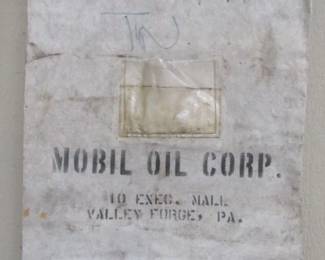 MOBIL OIL CORP.
10 EXEC. MALL
VALLEY FORGE, PA.